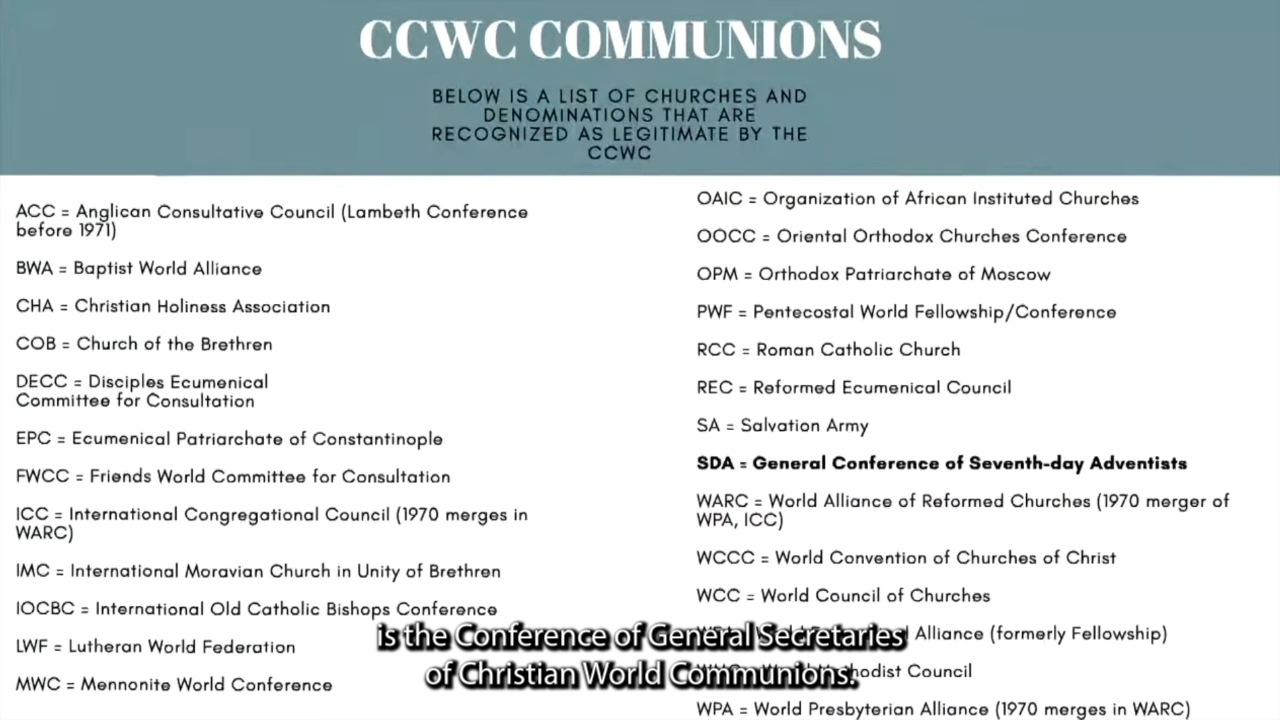 CCWC COMMUNIONS
BELOW IS A LIST OF CHURCHES AND
DENOMINATIONS THAT ARE
RECOGNIZED AS LEGITIMATE BY THE
CCWC
ACC = Anglican Consultative Council (Lambeth Conference
before 1971)
BWA = Baptist World Alliance
CHA = Christian Holiness Association
COB = Church of the Brethren
DECC = Disciples Ecumenical
Committee for Consultation
EPC = Ecumenical Patriarchate of Constantinople
FWCC = Friends World Committee for Consultation
ICC = International Congregational Council (1970 merges in
WARC)
IMC = International Moravian Church in Unity of Brethren
IOCBC = International Old Catholic Bishops Conference
LWF = Lutheran World Federation
MWC = Mennonite World Conference
OAIC = Organization of African Instituted Churches
OOCC = Oriental Orthodox Churches Conference
OPM = Orthodox Patriarchate of Moscow
PWF = Pentecostal World Fellowship/Conference
RCC = Roman Catholic Church
REC = Reformed Ecumenical Council
SA = Salvation Army
SDA = General Conference of Seventh-day Adventists
WARC = World Alliance of Reformed Churches (1970 merger of
WPA, ICC)
WCCC = World Convention of Churches of Christ
WCC = World Council of Churches
Alliance (formerly Fellowship)
Council
WPA = World Presbyterian Alliance (1970 merges in WARC)
is the Conference of General Secretaries
of Christian World Communions.